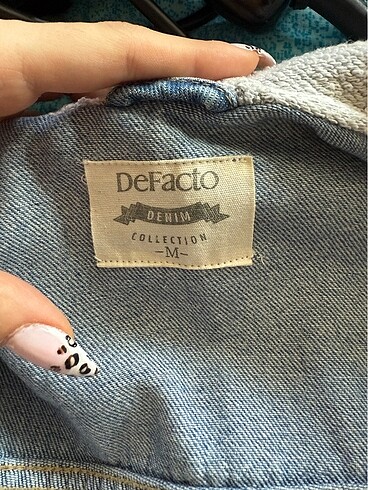 DeFacto
DENIM
COLLECTION
-M-